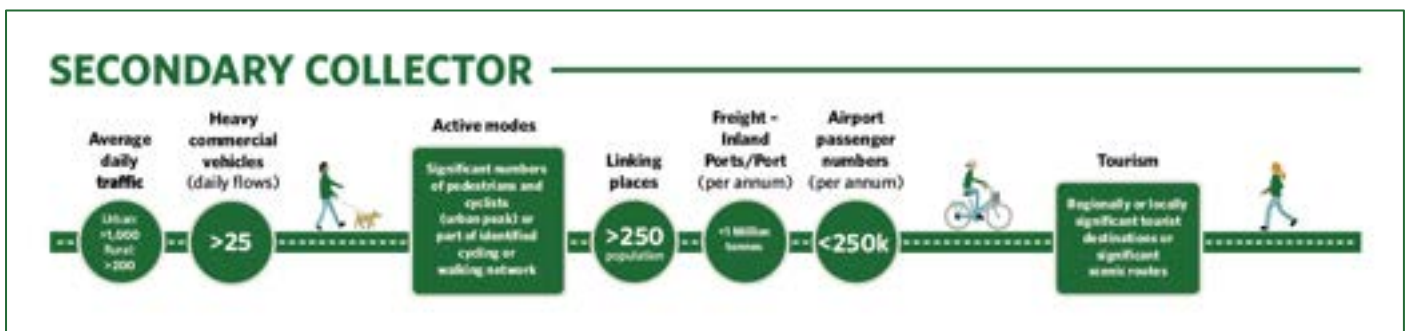 SECONDARY COLLECTOR
Average
daily
traffic
Urban:
>1,000
Rural:
>200
Heavy
commercial
vehicles
(daily flows)
>25
Active modes
Significant numbers
of pedestrians and
cyclists
(urban peak) or
part of identified
cycling or
walking network
Linking
places
>250
population
Freight –
Inland
Ports/Port
(per annum)
<1 Million
tonnes
Airport
passenger
numbers
(per annum)
<250k
Tourism
Regionally or locally
significant tourist
destinations or
significant
scenic routes